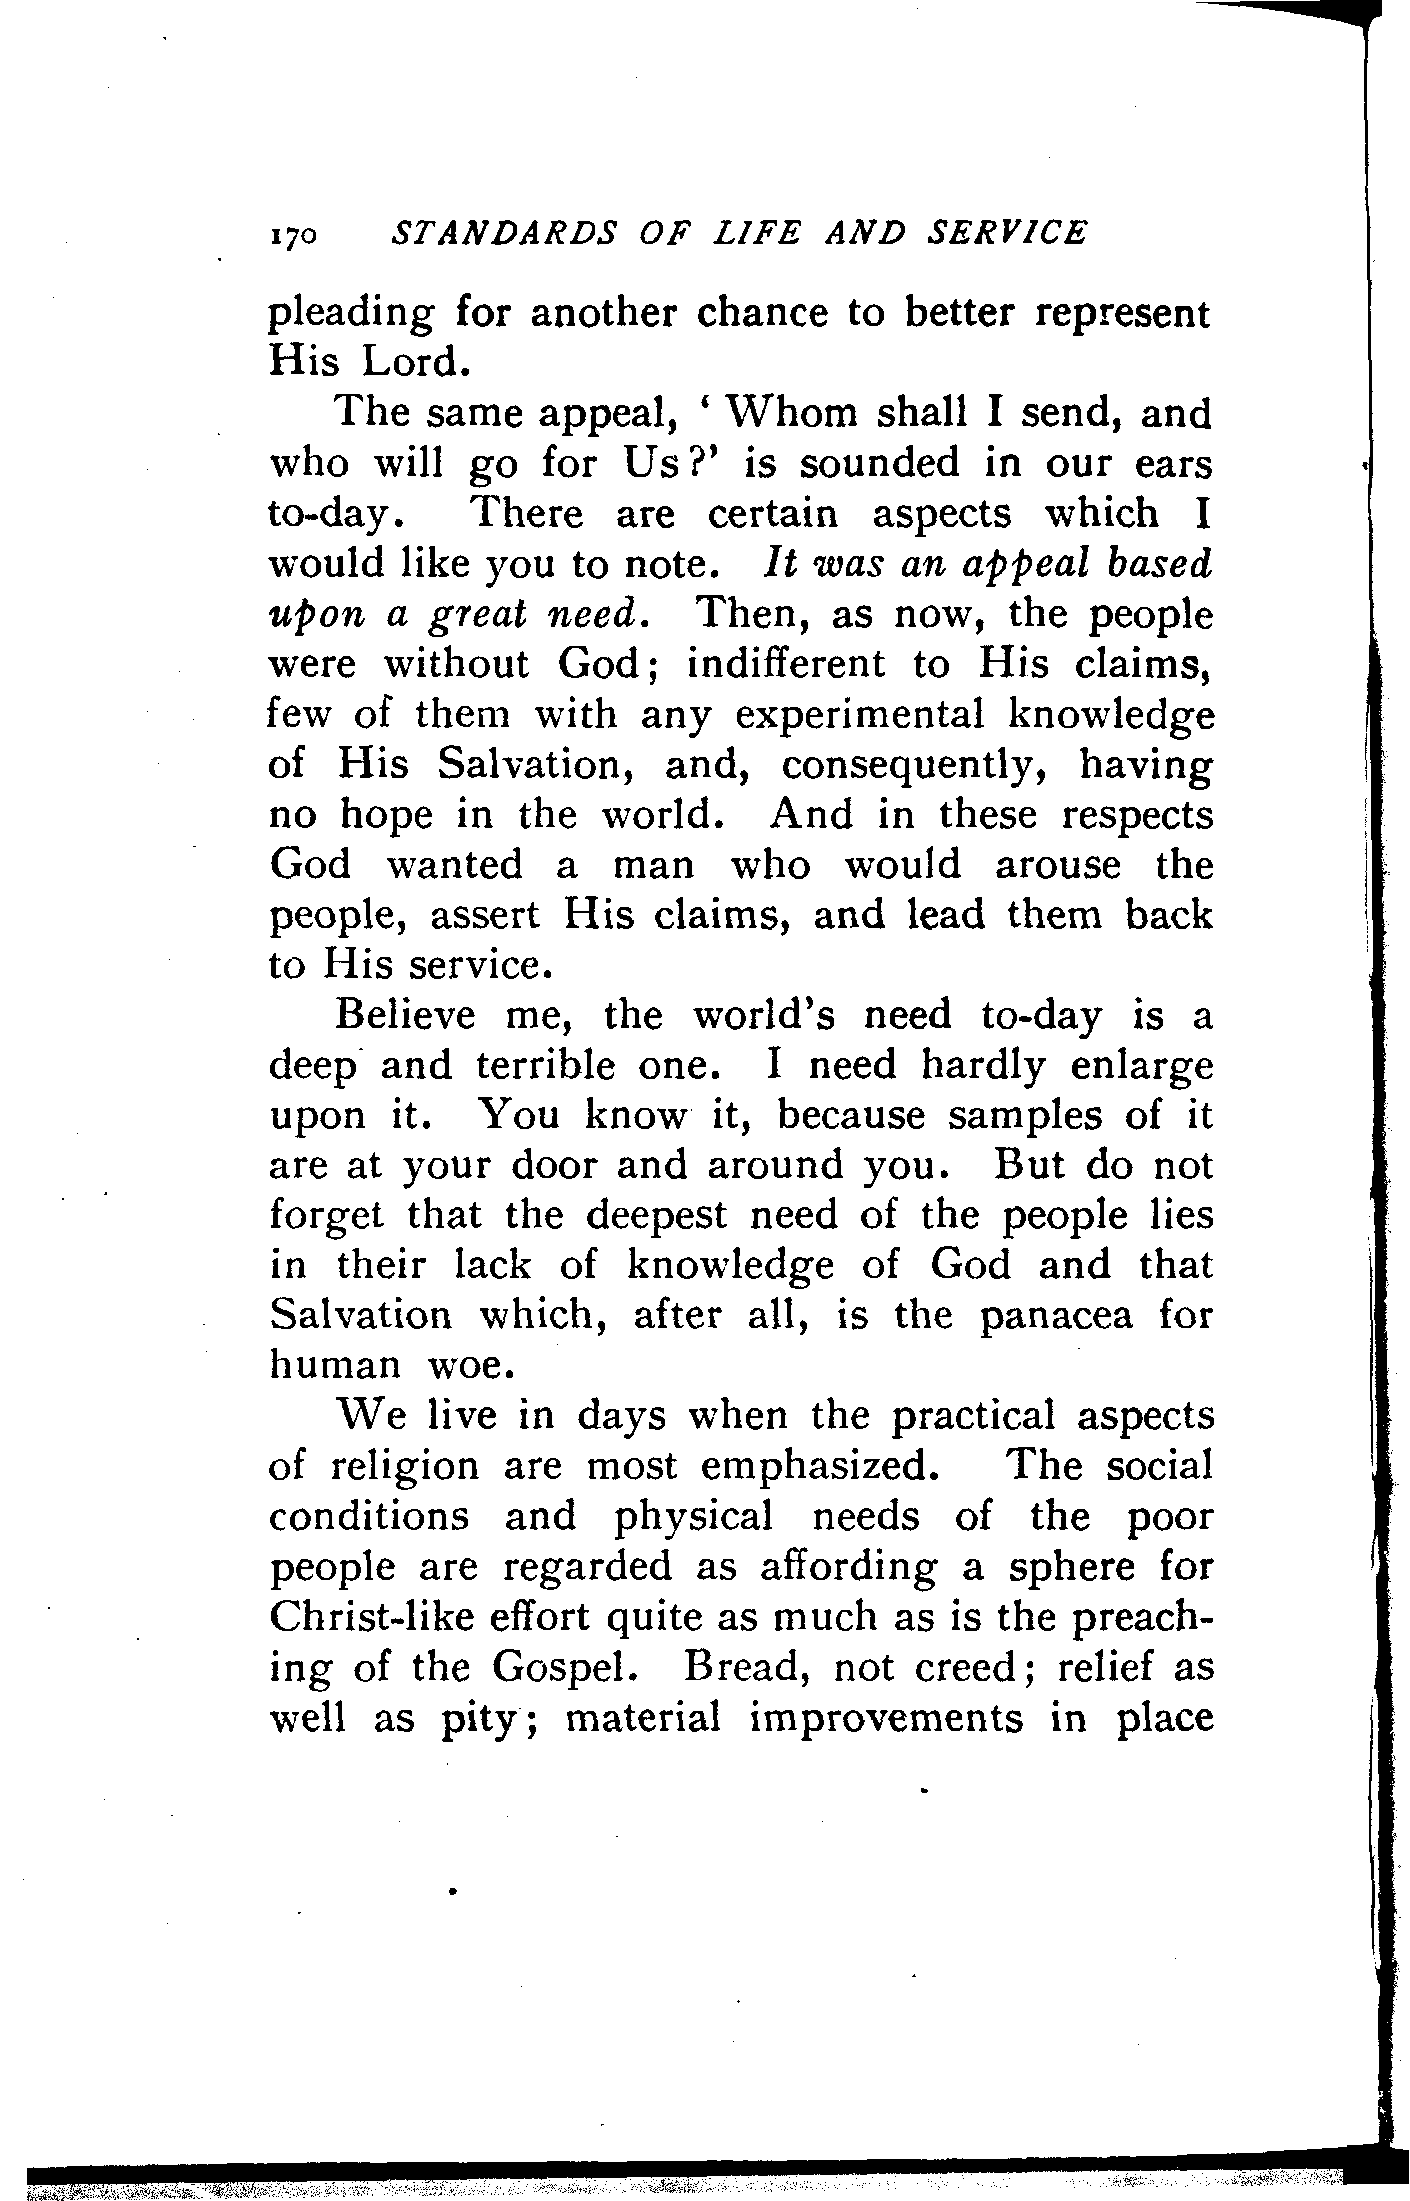 170 STANDARDS OF LIFE AND SERVICE
pleading for another chance to better represent
His Lord.
The same appeal, ‘ Whom shall I send, and
who will go for Us ?’ is sounded in our ears
to-day. There are certain aspects which I
would like you to note. It was an appeal based
upon a great need. Then, as now, the people
were without God ; indifferent to His claims,
few of them with any experimental knowledge
of His Salvation, and, consequently, having
no hope in the world. And in these respects
God wanted a man who would arouse the
people, assert His claims, and lead them back
to His service.
Believe me, the world’s need to-day is a
deep and terrible one. I need hardly enlarge
upon it. You know it, because samples of it
are at your door and around you. But do not
forget that the deepest need of the people lies
in their lack of knowledge of God and that
Salvation which, after all, is the panacea for
human woe.
We live in days when the practical aspects
of religion are most emphasized. The social
conditions and physical needs of the poor
people are regarded as affording a sphere for
Christ-like effort quite as much as is the preach-
ing of the Gospel. Bread, not creed ; relief as
well as pity ; material improvements in place